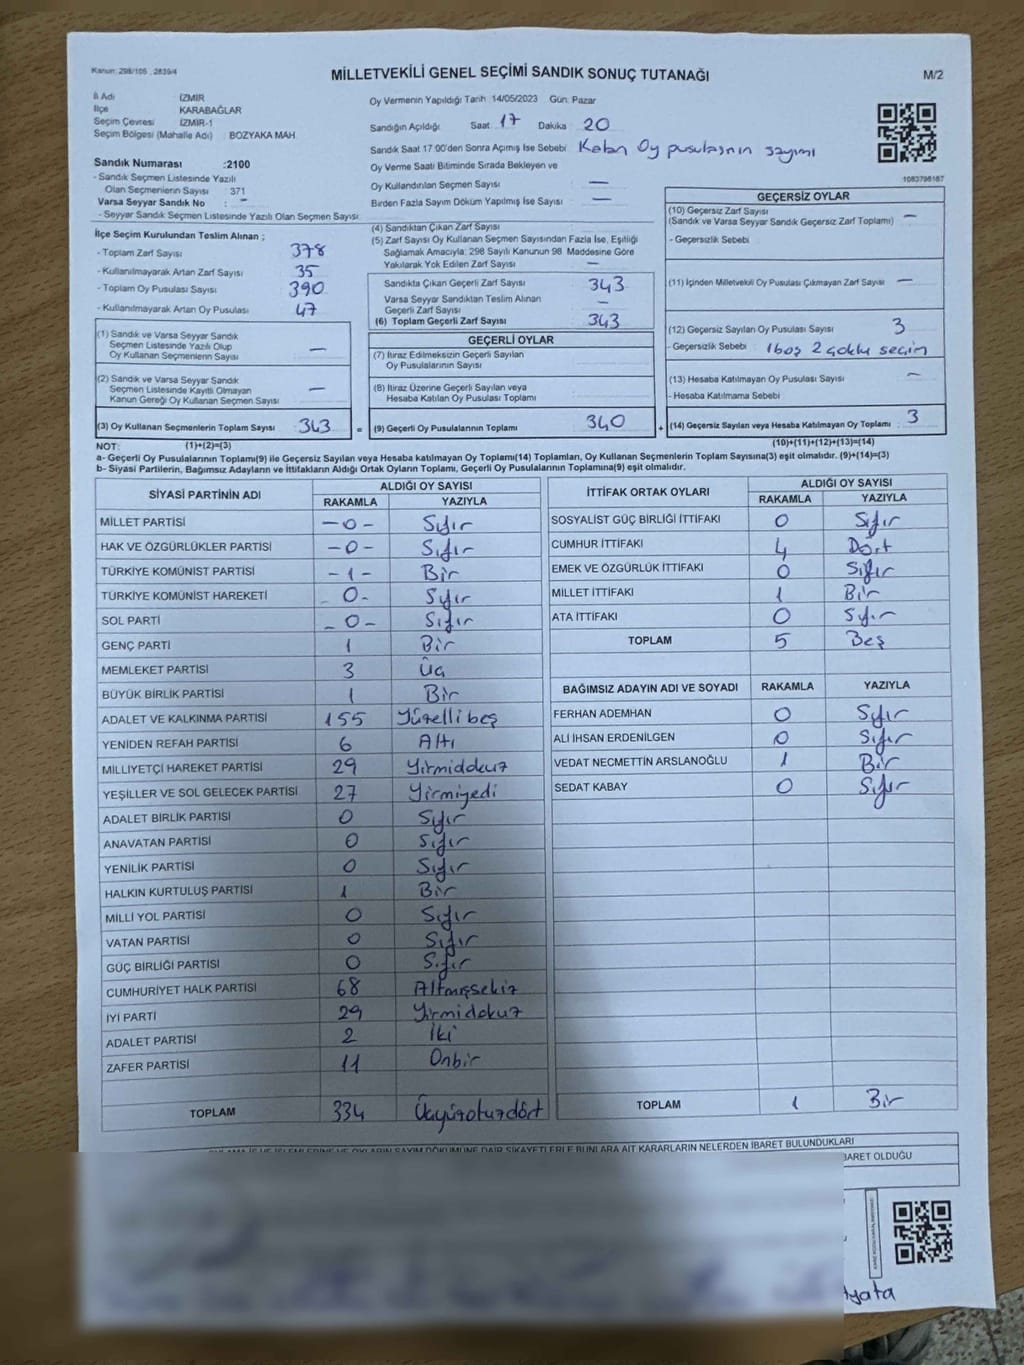 Kanun: 298/105 , 2839/4
MİLLETVEKİLİ GENEL SEÇİMİ SANDIK SONUÇ TUTANAĞI
M/2
İl Adı İZMİR
İlçe KARABAĞLAR
Seçim Çevresi İZMİR-1
Seçim Bölgesi (Mahalle Adı) : BOZYAKA MAH.
Sandık Numarası :2100
- Sandık Seçmen Listesinde Yazılı
Olan Seçmenlerin Sayısı 371
Varsa Seyyar Sandık No : -
- Seyyar Sandık Seçmen Listesinde Yazılı Olan Seçmen Sayısı
Oy Vermenin Yapıldığı Tarih 14/05/2023 Gün: Pazar
Sandığın Açıldığı Saat 17 Dakika 20
Sandık Saat 17:00'den Sonra Açımış İse Sebebi Kalan Oy pusulasının sayımı
Oy Verme Saati Bitiminde Sırada Bekleyen ve
Oy Kullandırılan Seçmen Sayısı —
Birden Fazla Sayım Döküm Yapılmış İse Sayısı —
1083798187
İlçe Seçim Kurulundan Teslim Alınan ;
- Toplam Zarf Sayısı 378
- Kullanılmayarak Artan Zarf Sayısı 35
- Toplam Oy Pusulası Sayısı 390
- Kullanılmayarak Artan Oy Pusulası 47
(4) Sandıktan Çıkan Zarf Sayısı
(5) Zarf Sayısı Oy Kullanan Seçmen Sayısından Fazla İse, Eşitliği
Sağlamak Amacıyla; 298 Sayılı Kanunun 98 Maddesine Göre
Yakılarak Yok Edilen Zarf Sayısı —
Sandıkta Çıkan Geçerli Zarf Sayısı 343
Varsa Seyyar Sandıktan Teslim Alınan
Geçerli Zarf Sayısı —
(6) Toplam Geçerli Zarf Sayısı 343
GEÇERSİZ OYLAR
(10) Geçersiz Zarf Sayısı
(Sandık ve Varsa Seyyar Sandık Geçersiz Zarf Toplamı) —
- Geçersizlik Sebebi
(11) İçinden Milletvekili Oy Pusulası Çıkmayan Zarf Sayısı —
(12) Geçersiz Sayılan Oy Pusulası Sayısı 3
- Geçersizlik Sebebi 1 boş 2 çoklu seçim
(13) Hesaba Katılmayan Oy Pusulası Sayısı —
- Hesaba Katılmama Sebebi
(14) Geçersiz Sayılan veya Hesaba Katılmayan Oy Toplamı 3
(10)+(11)+(12)+(13)=(14)
(1) Sandık ve Varsa Seyyar Sandık
Seçmen Listesinde Yazılı Olup
Oy Kullanan Seçmenlerin Sayısı —
(2) Sandık ve Varsa Seyyar Sandık
Seçmen Listesinde Kayıtlı Olmayan
Kanun Gereği Oy Kullanan Seçmen Sayısı —
(3) Oy Kullanan Seçmenlerin Toplam Sayısı 343 =
GEÇERLİ OYLAR
(7) İtiraz Edilmeksizin Geçerli Sayılan
Oy Pusulalarının Sayısı
(8) İtiraz Üzerine Geçerli Sayılan veya
Hesaba Katılan Oy Pusulası Toplamı
(9) Geçerli Oy Pusulalarının Toplamı 340 +
NOT: (1)+(2)=(3)
a- Geçerli Oy Pusulalarının Toplamı(9) ile Geçersiz Sayılan veya hesaba katılmayan Oy Toplamı(14) Toplamları, Oy Kullanan Seçmenlerin Toplam Sayısına(3) eşit olmalıdır. (9)+(14)=(3)
b- Siyasi Partilerin, Bağımsız Adayların ve İttifakların Aldığı Ortak Oyların Toplamı, Geçerli Oy Pusulalarının Toplamına(9) eşit olmalıdır.
SİYASİ PARTİNİN ADI ALDIĞI OY SAYISI
RAKAMLA YAZIYLA
MİLLET PARTİSİ -0- Sıfır
HAK VE ÖZGÜRLÜKLER PARTİSİ -0- Sıfır
TÜRKİYE KOMÜNİST PARTİSİ -1- Bir
TÜRKİYE KOMÜNİST HAREKETİ -0- Sıfır
SOL PARTİ -0- Sıfır
GENÇ PARTİ 1 Bir
MEMLEKET PARTİSİ 3 Üç
BÜYÜK BİRLİK PARTİSİ 1 Bir
ADALET VE KALKINMA PARTİSİ 155 Yüzellibeş
YENİDEN REFAH PARTİSİ 6 Altı
MİLLİYETÇİ HAREKET PARTİSİ 29 Yirmidokuz
YEŞİLLER VE SOL GELECEK PARTİSİ 27 Yirmiyedi
ADALET BİRLİK PARTİSİ 0 Sıfır
ANAVATAN PARTİSİ 0 Sıfır
YENİLİK PARTİSİ 0 Sıfır
HALKIN KURTULUŞ PARTİSİ 1 Bir
MİLLİ YOL PARTİSİ 0 Sıfır
VATAN PARTİSİ 0 Sıfır
GÜÇ BİRLİĞİ PARTİSİ 0 Sıfır
CUMHURİYET HALK PARTİSİ 68 Altmışsekiz
İYİ PARTİ 29 Yirmidokuz
ADALET PARTİSİ 2 İki
ZAFER PARTİSİ 11 Onbir
TOPLAM 334 Üçyüzotuzdört
İTTİFAK ORTAK OYLARI ALDIĞI OY SAYISI
RAKAMLA YAZIYLA
SOSYALİST GÜÇ BİRLİĞİ İTTİFAKI 0 Sıfır
CUMHUR İTTİFAKI 4 Dört
EMEK VE ÖZGÜRLÜK İTTİFAKI 0 Sıfır
MİLLET İTTİFAKI 1 Bir
ATA İTTİFAKI 0 Sıfır
TOPLAM 5 Beş
BAĞIMSIZ ADAYIN ADI VE SOYADI RAKAMLA YAZIYLA
FERHAN ADEMHAN 0 Sıfır
ALİ İHSAN ERDENİLGEN 0 Sıfır
VEDAT NECMETTİN ARSLANOĞLU 1 Bir
SEDAT KABAY 0 Sıfır
TOPLAM 1 Bir
SAYIM DÖKÜMÜNE DAİR ŞİKAYETLERLE BUNLARA AİT KARARLARIN NELERDEN İBARET BULUNDUKLARI
BARET OLDUĞU